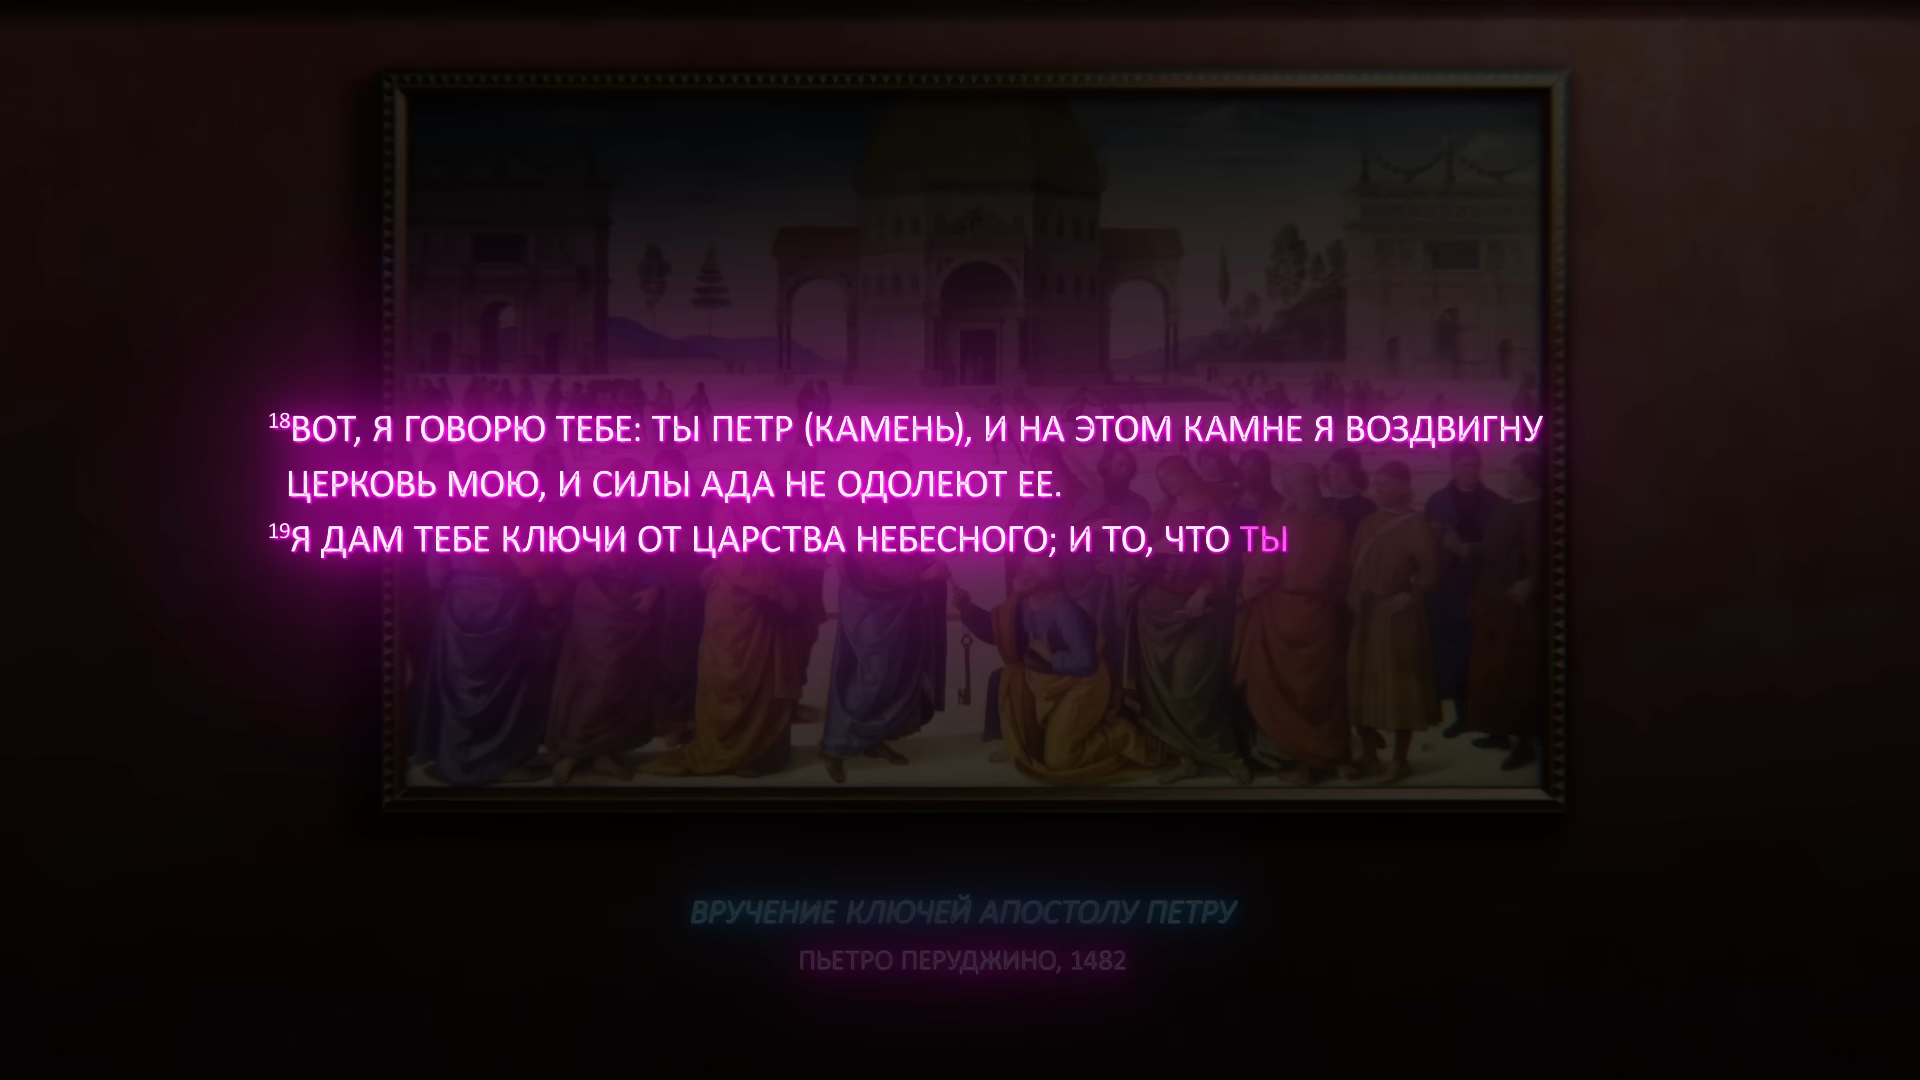 18ВОТ, Я ГОВОРЮ ТЕБЕ: ТЫ ПЕТР (КАМЕНЬ), И НА ЭТОМ КАМНЕ Я ВОЗДВИГНУ
ЦЕРКОВЬ МОЮ, И СИЛЫ АДА НЕ ОДОЛЕЮТ ЕЕ.
19Я ДАМ ТЕБЕ КЛЮЧИ ОТ ЦАРСТВА НЕБЕСНОГО; И ТО, ЧТО ТЫ
ВРУЧЕНИЕ КЛЮЧЕЙ АПОСТОЛУ ПЕТРУ
ПЬЕТРО ПЕРУДЖИНО, 1482